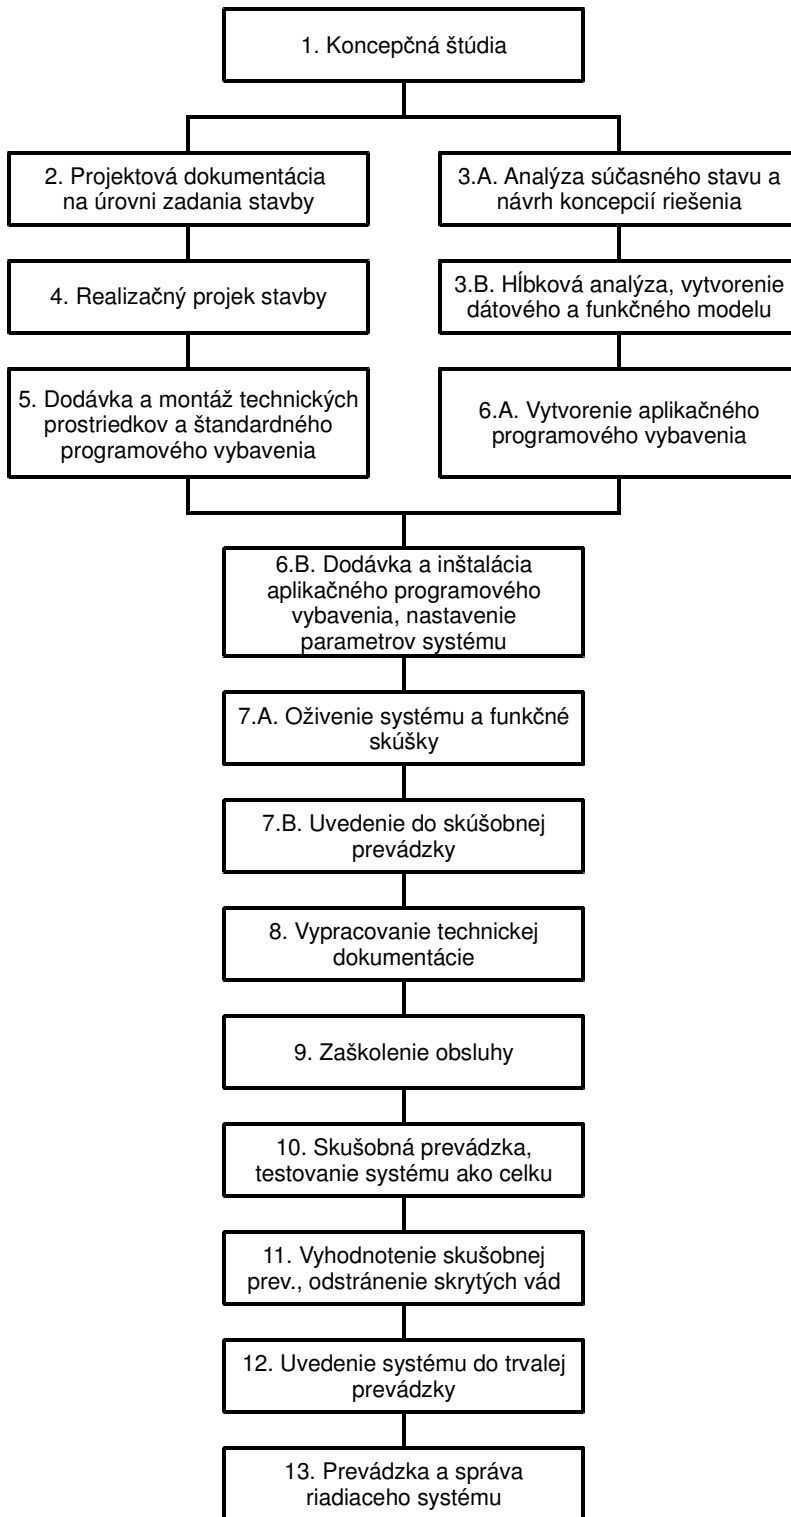 1. Koncepčná štúdia
2. Projektová dokumentácia
na úrovni zadania stavby
3.A. Analýza súčasného stavu a
návrh koncepcií riešenia
4. Realizačný projek stavby
3.B. Hĺbková analýza, vytvorenie
dátového a funkčného modelu
5. Dodávka a montáž technických
prostriedkov a štandardného
programového vybavenia
6.A. Vytvorenie aplikačného
programového vybavenia
6.B. Dodávka a inštalácia
aplikačného programového
vybavenia, nastavenie
parametrov systému
7.A. Oživenie systému a funkčné
skúšky
7.B. Uvedenie do skúšobnej
prevádzky
8. Vypracovanie technickej
dokumentácie
9. Zaškolenie obsluhy
10. Skušobná prevádzka,
testovanie systému ako celku
11. Vyhodnotenie skušobnej
prev., odstránenie skrytých vád
12. Uvedenie systému do trvalej
prevádzky
13. Prevádzka a správa
riadiaceho systému